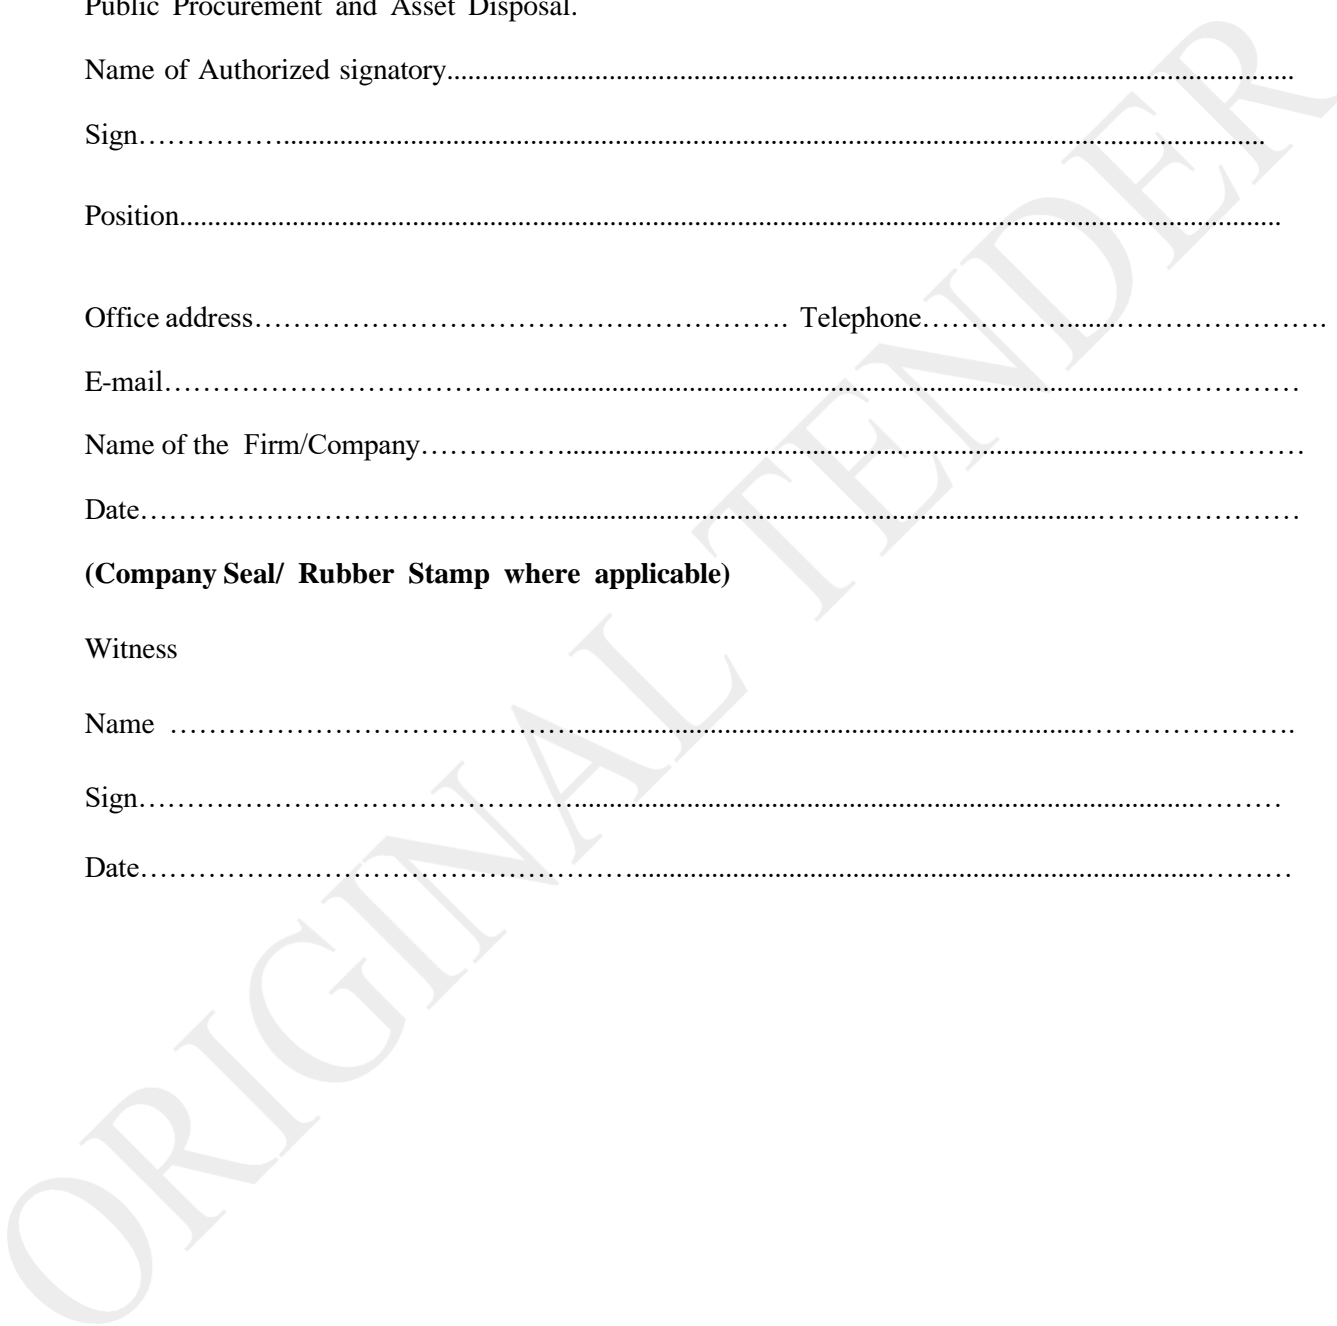 Public Procurement and Asset Disposal.
Name of Authorized signatory........................................................................................................................
Sign……………...........................................................................................................................................
Position............................................................................................................................................................
Office address………………………………………………. Telephone…………….......………………….
E-mail…………………………………......................................................................................……………
Name of the Firm/Company……………................................................................................………………
Date……………………………………..............................................................................…………………
(Company Seal/ Rubber Stamp where applicable)
Witness
Name ……………………………………........................................................................………………….
Sign………………………………………........................................................................................………
Date…………………………………………….................................................................................………
ORIGINAL TENDER